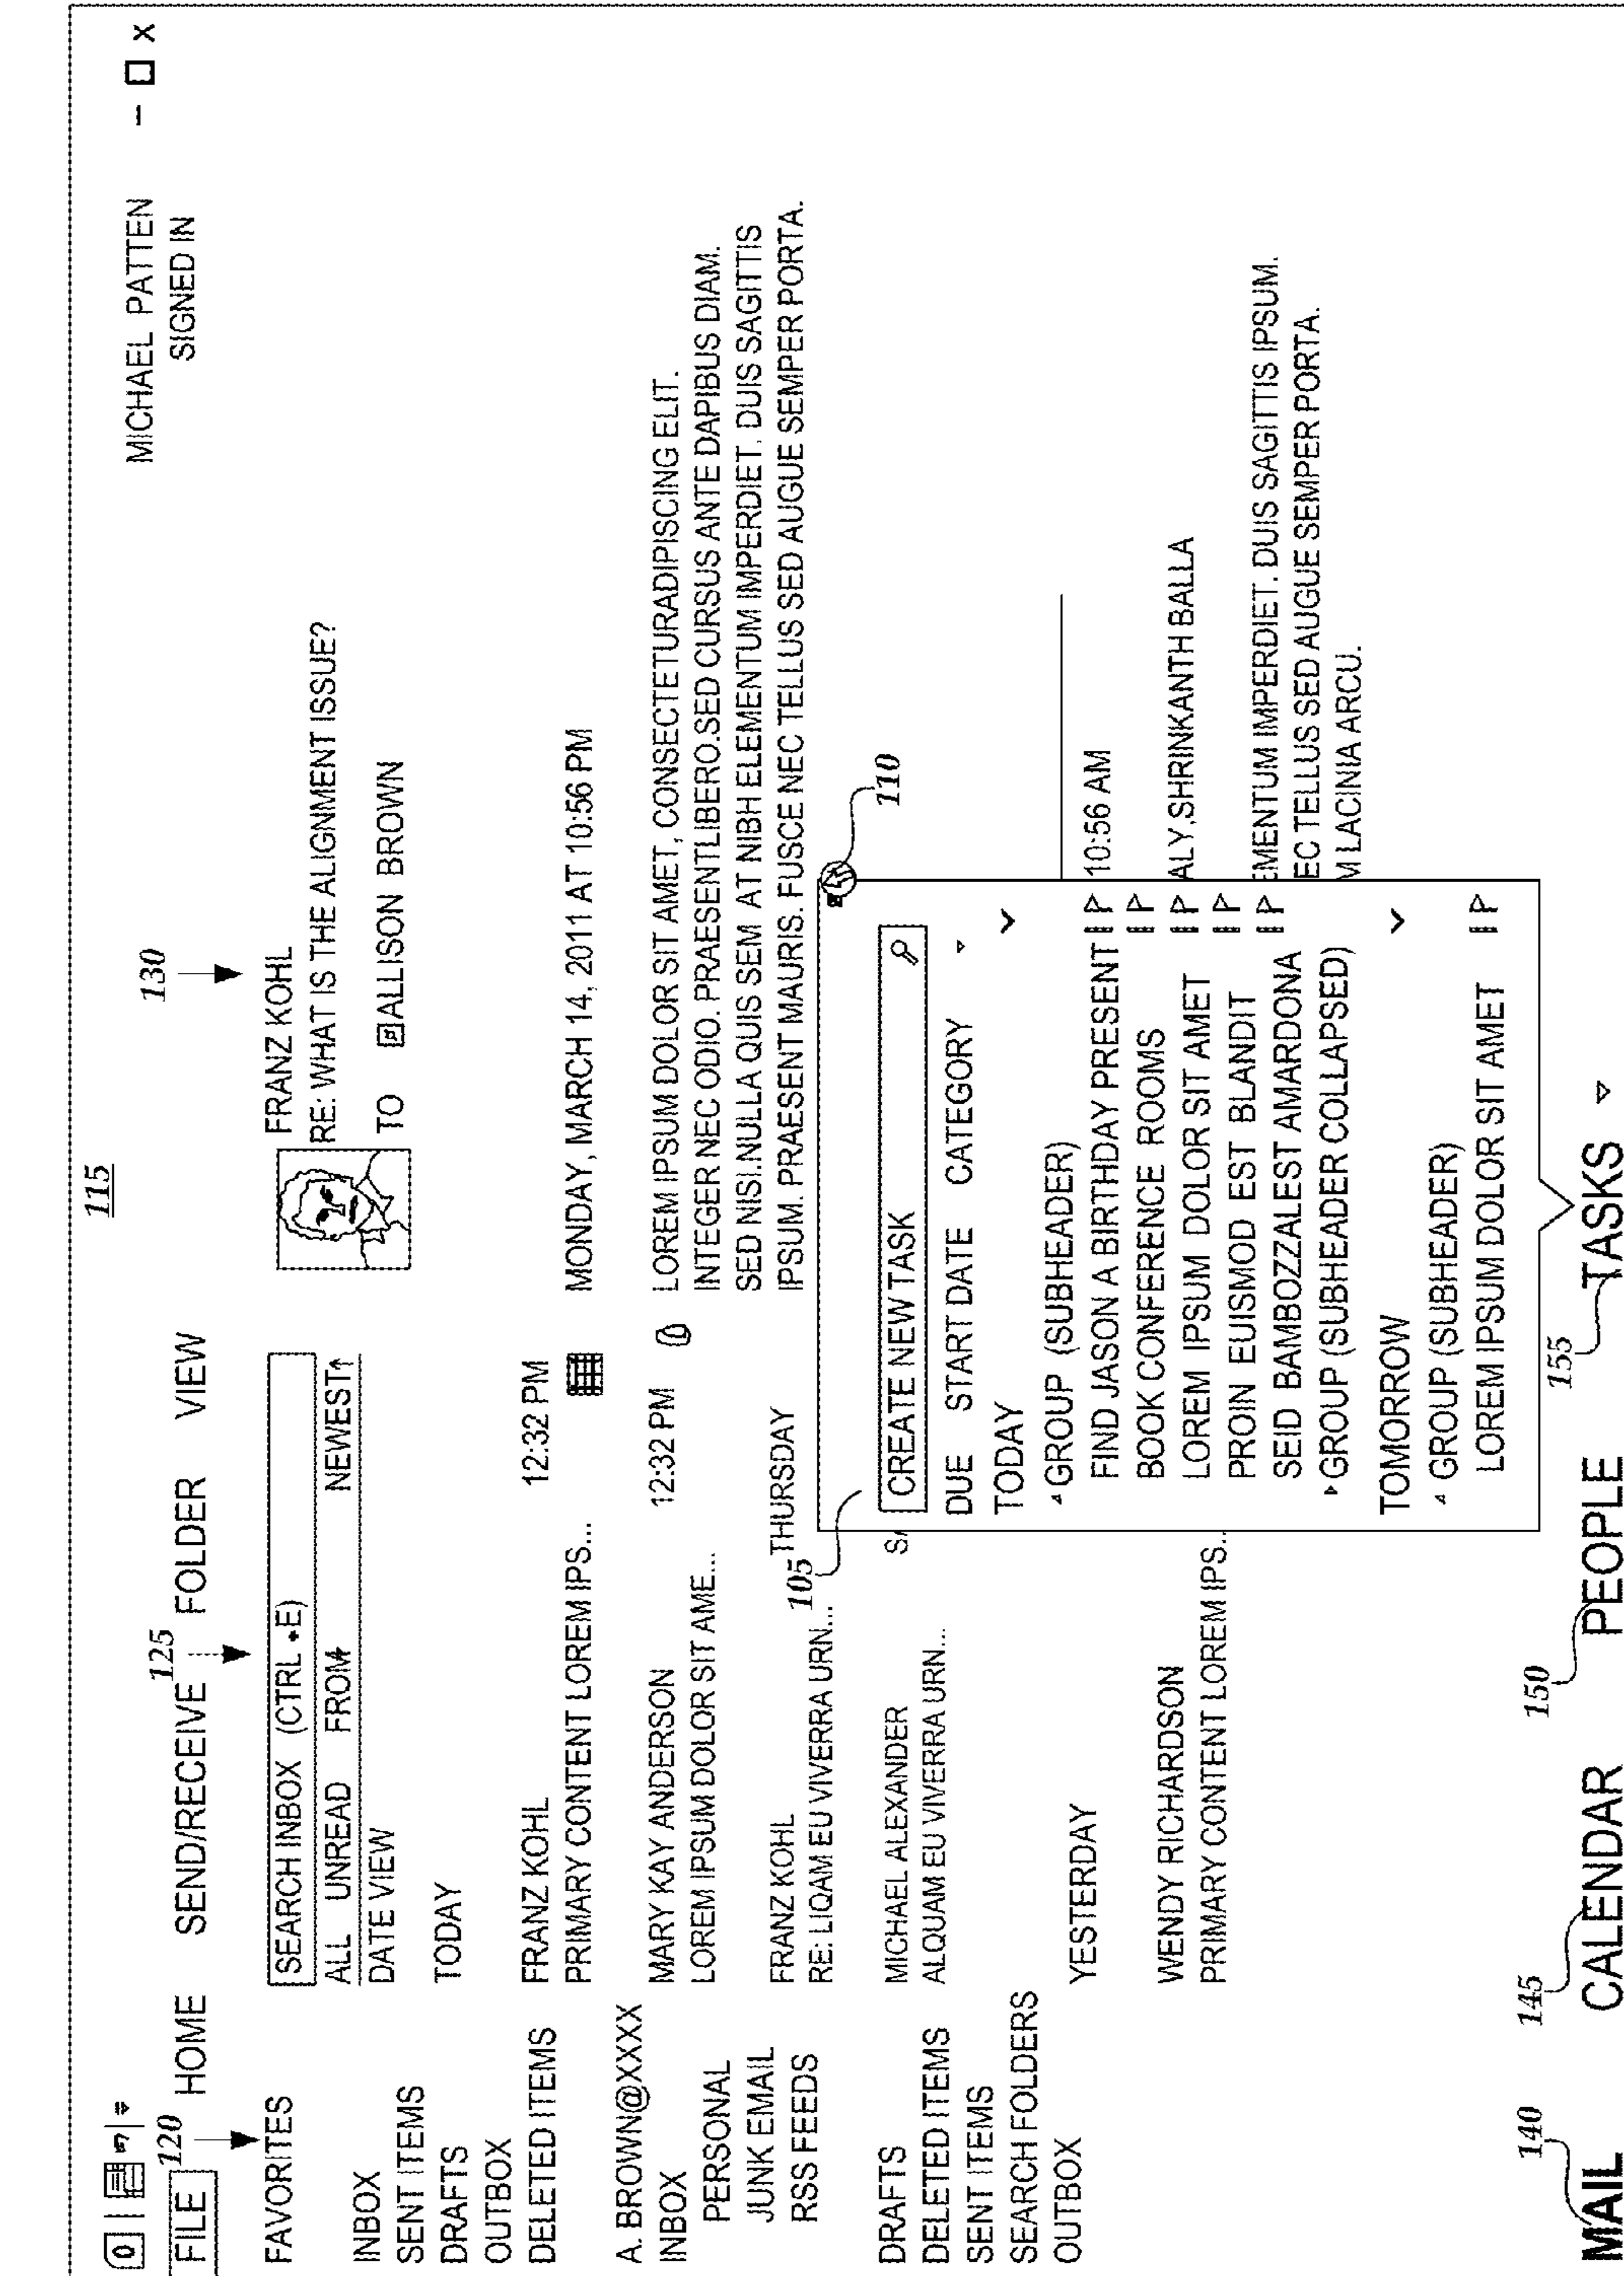 115
MICHAEL PATTEN
SIGNED IN
X
FILE
HOME SEND/RECEIVE FOLDER VIEW
120
125
130
FAVORITES
INBOX
SENT ITEMS
DRAFTS
OUTBOX
DELETED ITEMS
A. BROWN@XXXX
INBOX
PERSONAL
JUNK EMAIL
RSS FEEDS
DRAFTS
DELETED ITEMS
SENT ITEMS
SEARCH FOLDERS
OUTBOX
SEARCH INBOX (CTRL +E)
ALL UNREAD FROM NEWEST
DATE VIEW
TODAY
FRANZ KOHL 12:32 PM
PRIMARY CONTENT LOREM IPS...
MARY KAY ANDERSON 12:32 PM
LOREM IPSUM DOLOR SIT AME...
FRANZ KOHL THURSDAY
RE: LIQAM EU VIVERRA URN...
105
MICHAEL ALEXANDER
ALQUAM EU VIVERRA URN...
YESTERDAY
WENDY RICHARDSON
PRIMARY CONTENT LOREM IPS..
FRANZ KOHL
RE: WHAT IS THE ALIGNMENT ISSUE?
TO ALLISON BROWN
MONDAY, MARCH 14, 2011 AT 10:56 PM
LOREM IPSUM DOLOR SIT AMET, CONSECTETURADIPISCING ELIT.
INTEGER NEC ODIO. PRAESENTLIBERO.SED CURSUS ANTE DAPIBUS DIAM.
SED NISI.NULLA QUIS SEM AT NIBH ELEMENTUM IMPERDIET. DUIS SAGITTIS
IPSUM. PRAESENT MAURIS. FUSCE NEC TELLUS SED AUGUE SEMPER PORTA.
110
CREATE NEW TASK
DUE START DATE CATEGORY
TODAY
GROUP (SUBHEADER)
FIND JASON A BIRTHDAY PRESENT
BOOK CONFERENCE ROOMS
LOREM IPSUM DOLOR SIT AMET
PROIN EUISMOD EST BLANDIT
SEID BAMBOZZALEST AMARDONA
GROUP (SUBHEADER COLLAPSED)
TOMORROW
GROUP (SUBHEADER)
LOREM IPSUM DOLOR SIT AMET
10:56 AM
ALY,SHRINKANTH BALLA
EMENTUM IMPERDIET. DUIS SAGITTIS IPSUM.
EC TELLUS SED AUGUE SEMPER PORTA.
M LACINIA ARCU.
140
145
150
155
MAIL CALENDAR PEOPLE TASKS